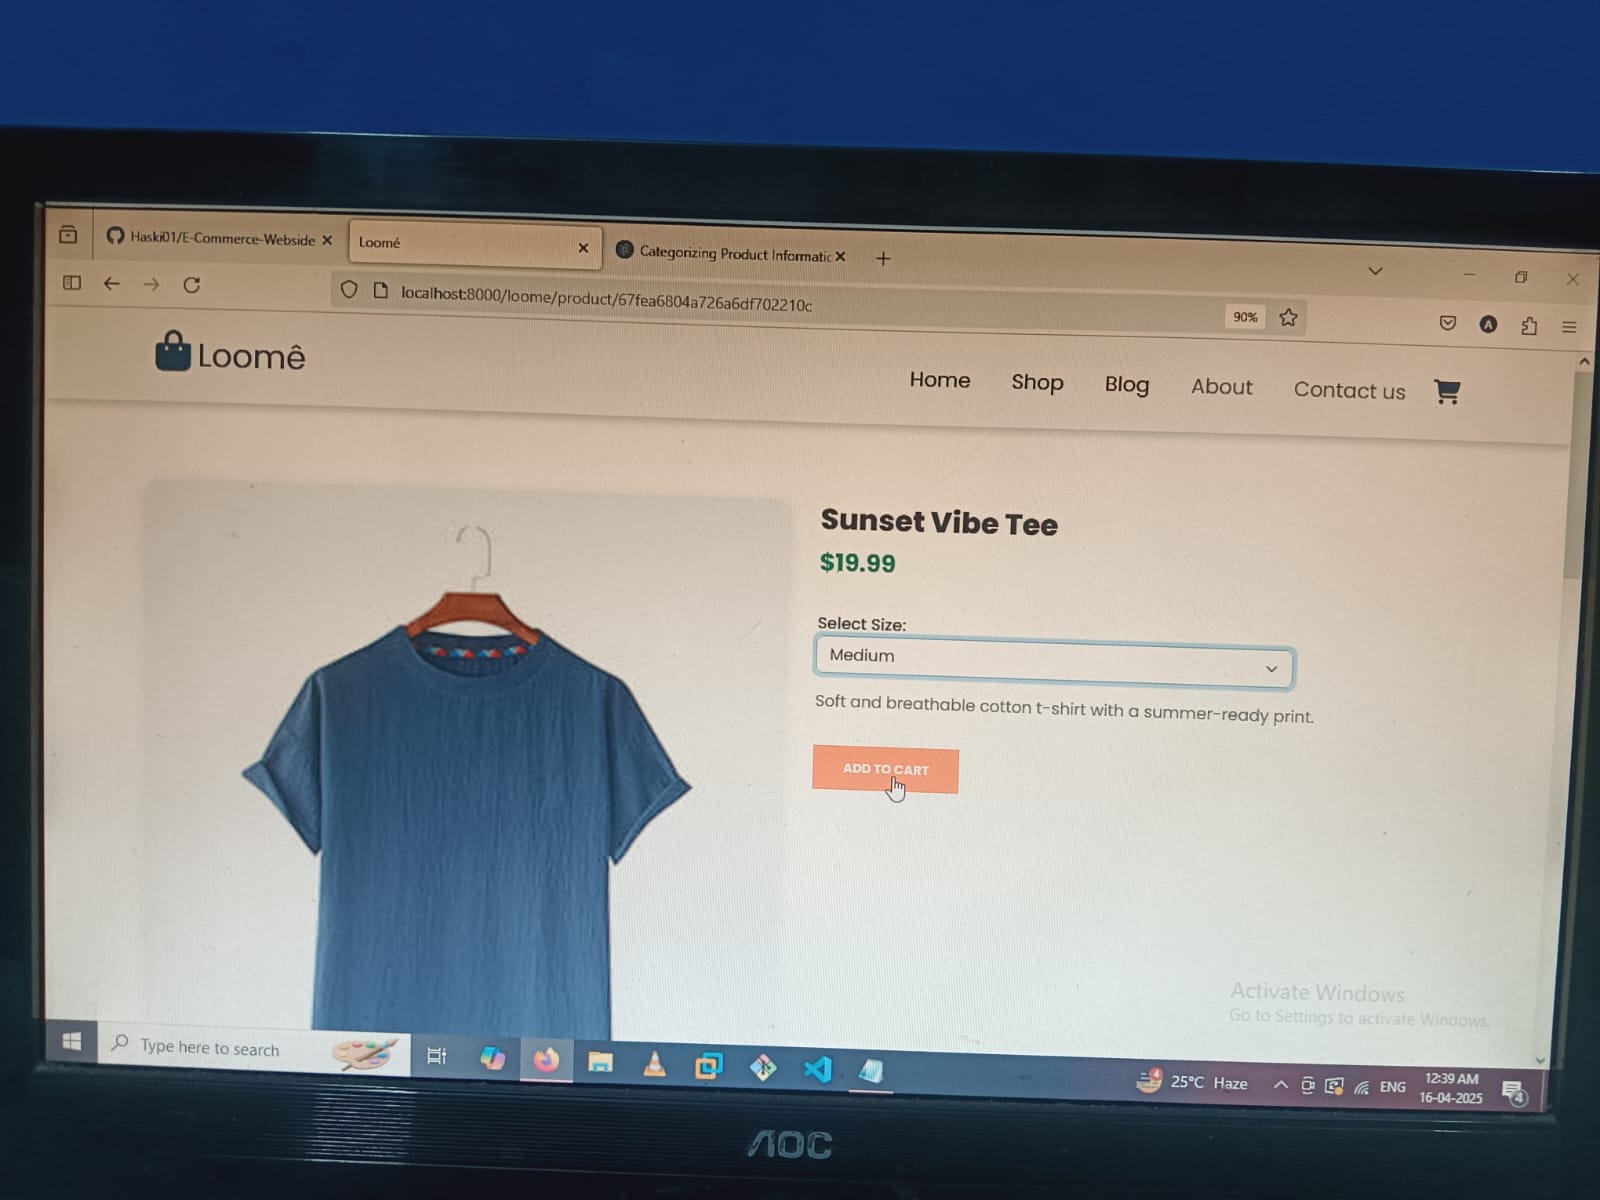 Haski01/E-Commerce-Webside
Loomé
Categorizing Product Informatic
localhost:8000/loome/product/67fea6804a726a6df702210c
90%
A
Loomê
Home
Shop
Blog
About
Contact us
Sunset Vibe Tee
$19.99
Select Size:
Medium
Soft and breathable cotton t-shirt with a summer-ready print.
ADD TO CART
Activate Windows
Go to Settings to activate Windows.
Type here to search
4
25°C Haze
ENG
12:39 AM
16-04-2025
4
AOC